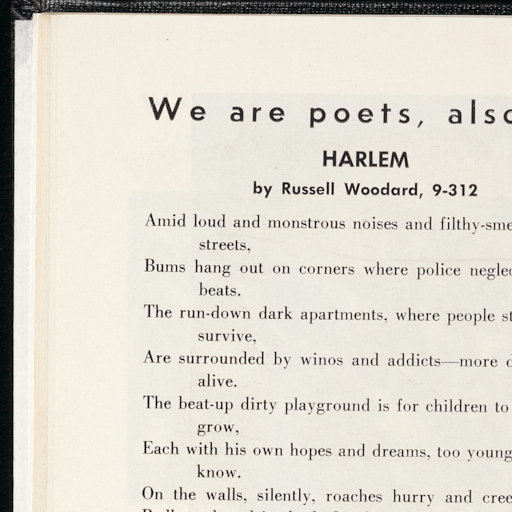 We are poets, also
HARLEM
by Russell Woodard, 9-312
Amid loud and monstrous noises and filthy-sme
streets,
Bums hang out on corners where police neglec
beats.
The run-down dark apartments, where people st
survive,
Are surrounded by winos and addicts—more d
alive.
The beat-up dirty playground is for children to
grow,
Each with his own hopes and dreams, too young
know.
On the walls, silently, roaches hurry and cree